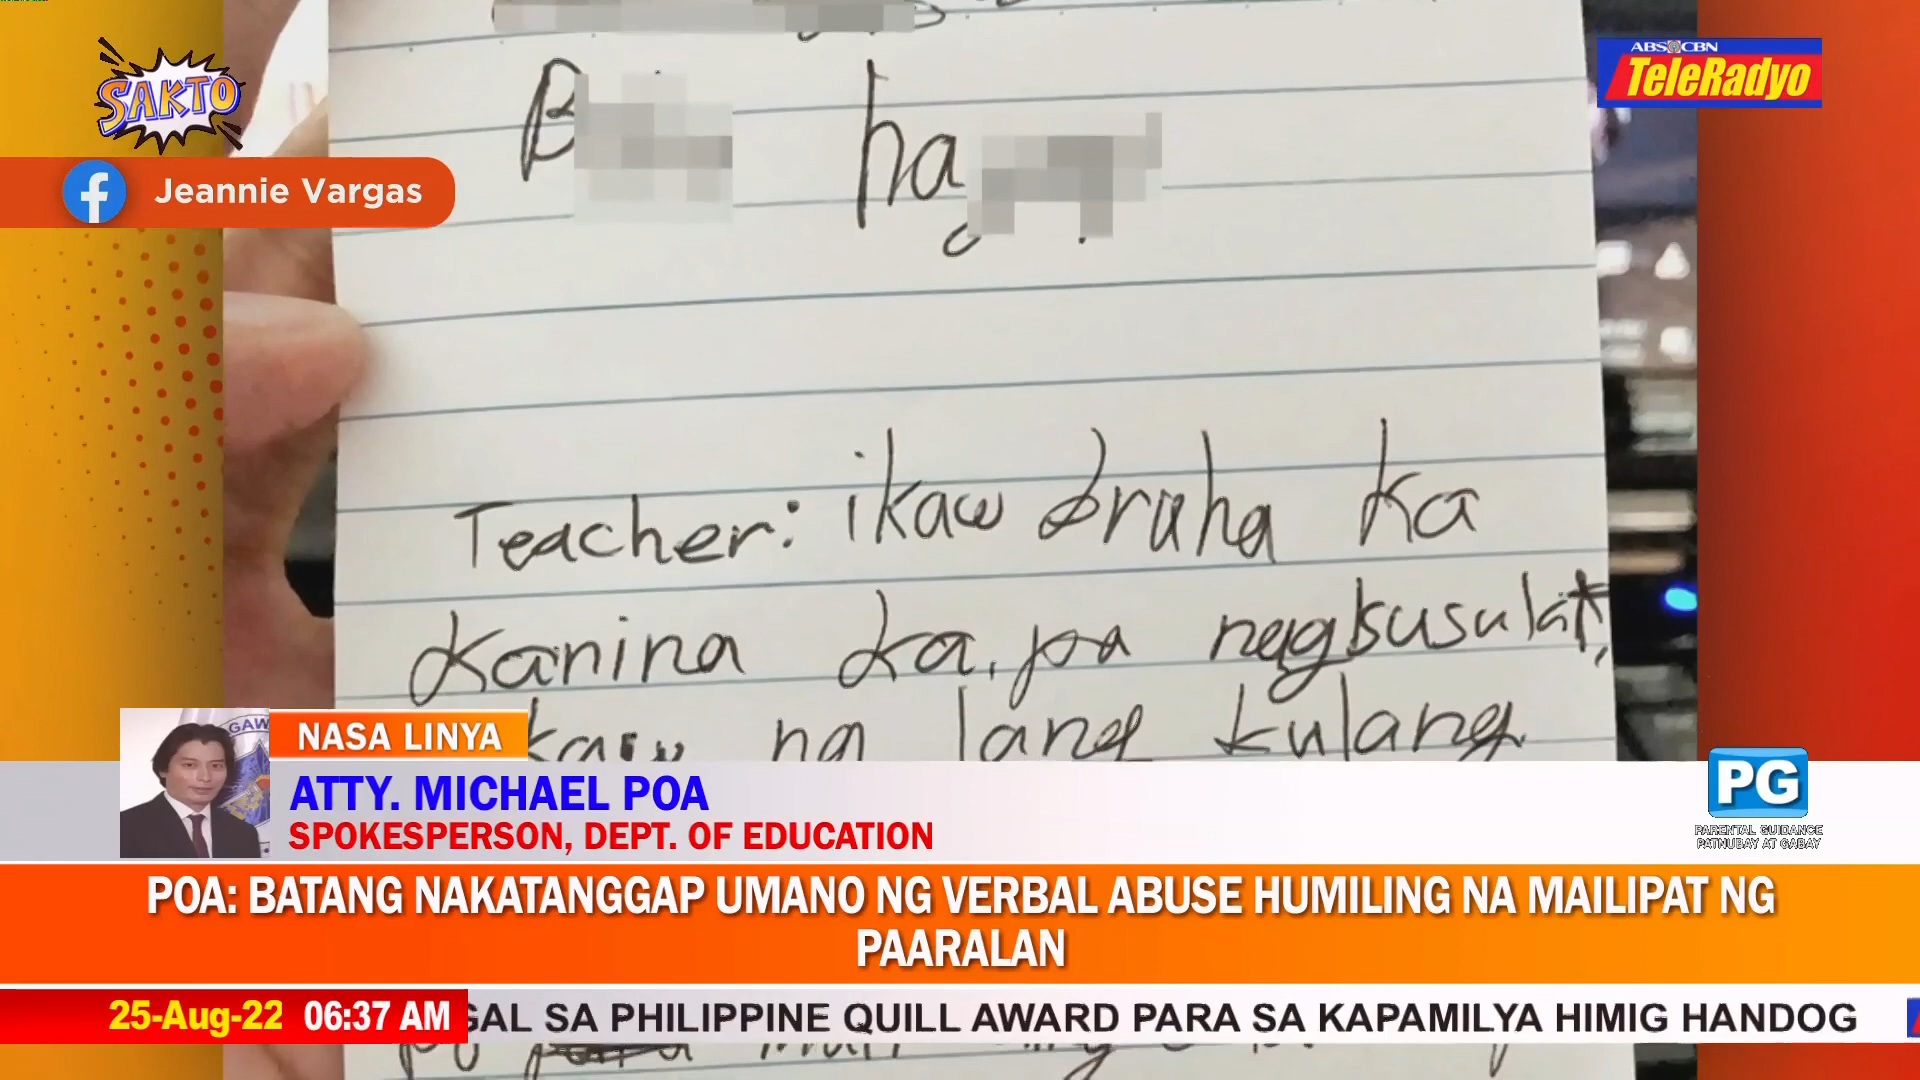 SAKTO
ABS-CBN
TeleRadyo
Jeannie Vargas
B
ha
Teacher: ikaw bruha ka
kanina ka pa nagsusulat,
na lang kulang
GAW
NASA LINYA
ATTY. MICHAEL POA
SPOKESPERSON, DEPT. OF EDUCATION
PG
PARENTAL GUIDANCE
PATNUBAY AT GABAY
POA: BATANG NAKATANGGAP UMANO NG VERBAL ABUSE HUMILING NA MAILIPAT NG
PAARALAN
25-Aug-22 06:37 AM GAL SA PHILIPPINE QUILL AWARD PARA SA KAPAMILYA HIMIG HANDOG